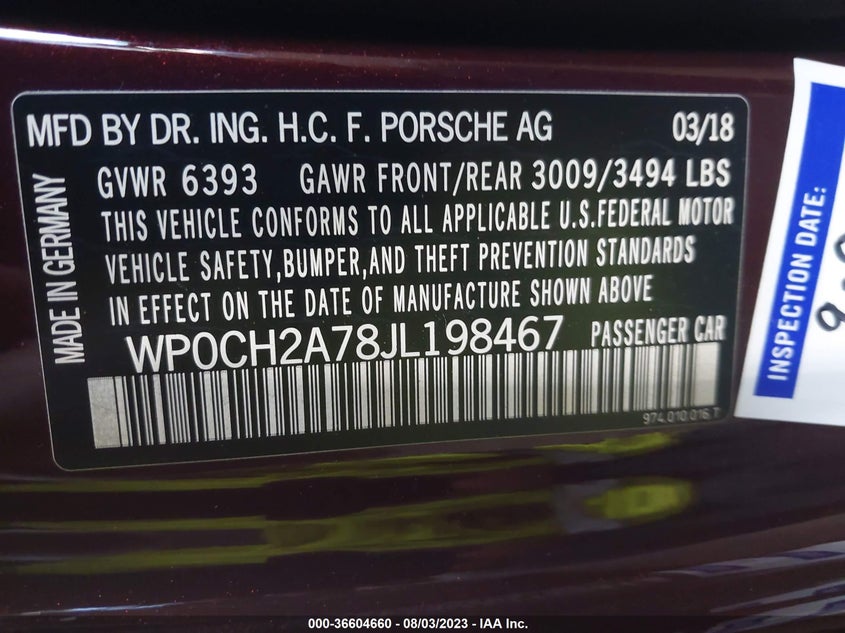 MFD BY DR. ING. H.C. F. PORSCHE AG 03/18
GVWR 6393 GAWR FRONT/REAR 3009/3494 LBS
THIS VEHICLE CONFORMS TO ALL APPLICABLE U.S.FEDERAL MOTOR
VEHICLE SAFETY,BUMPER,AND THEFT PREVENTION STANDARDS
IN EFFECT ON THE DATE OF MANUFACTURE SHOWN ABOVE
WP0CH2A78JL198467 PASSENGER CAR
974.010.016.T
MADE IN GERMANY
INSPECTION DATE:
000-36604660 - 08/03/2023 - IAA Inc.